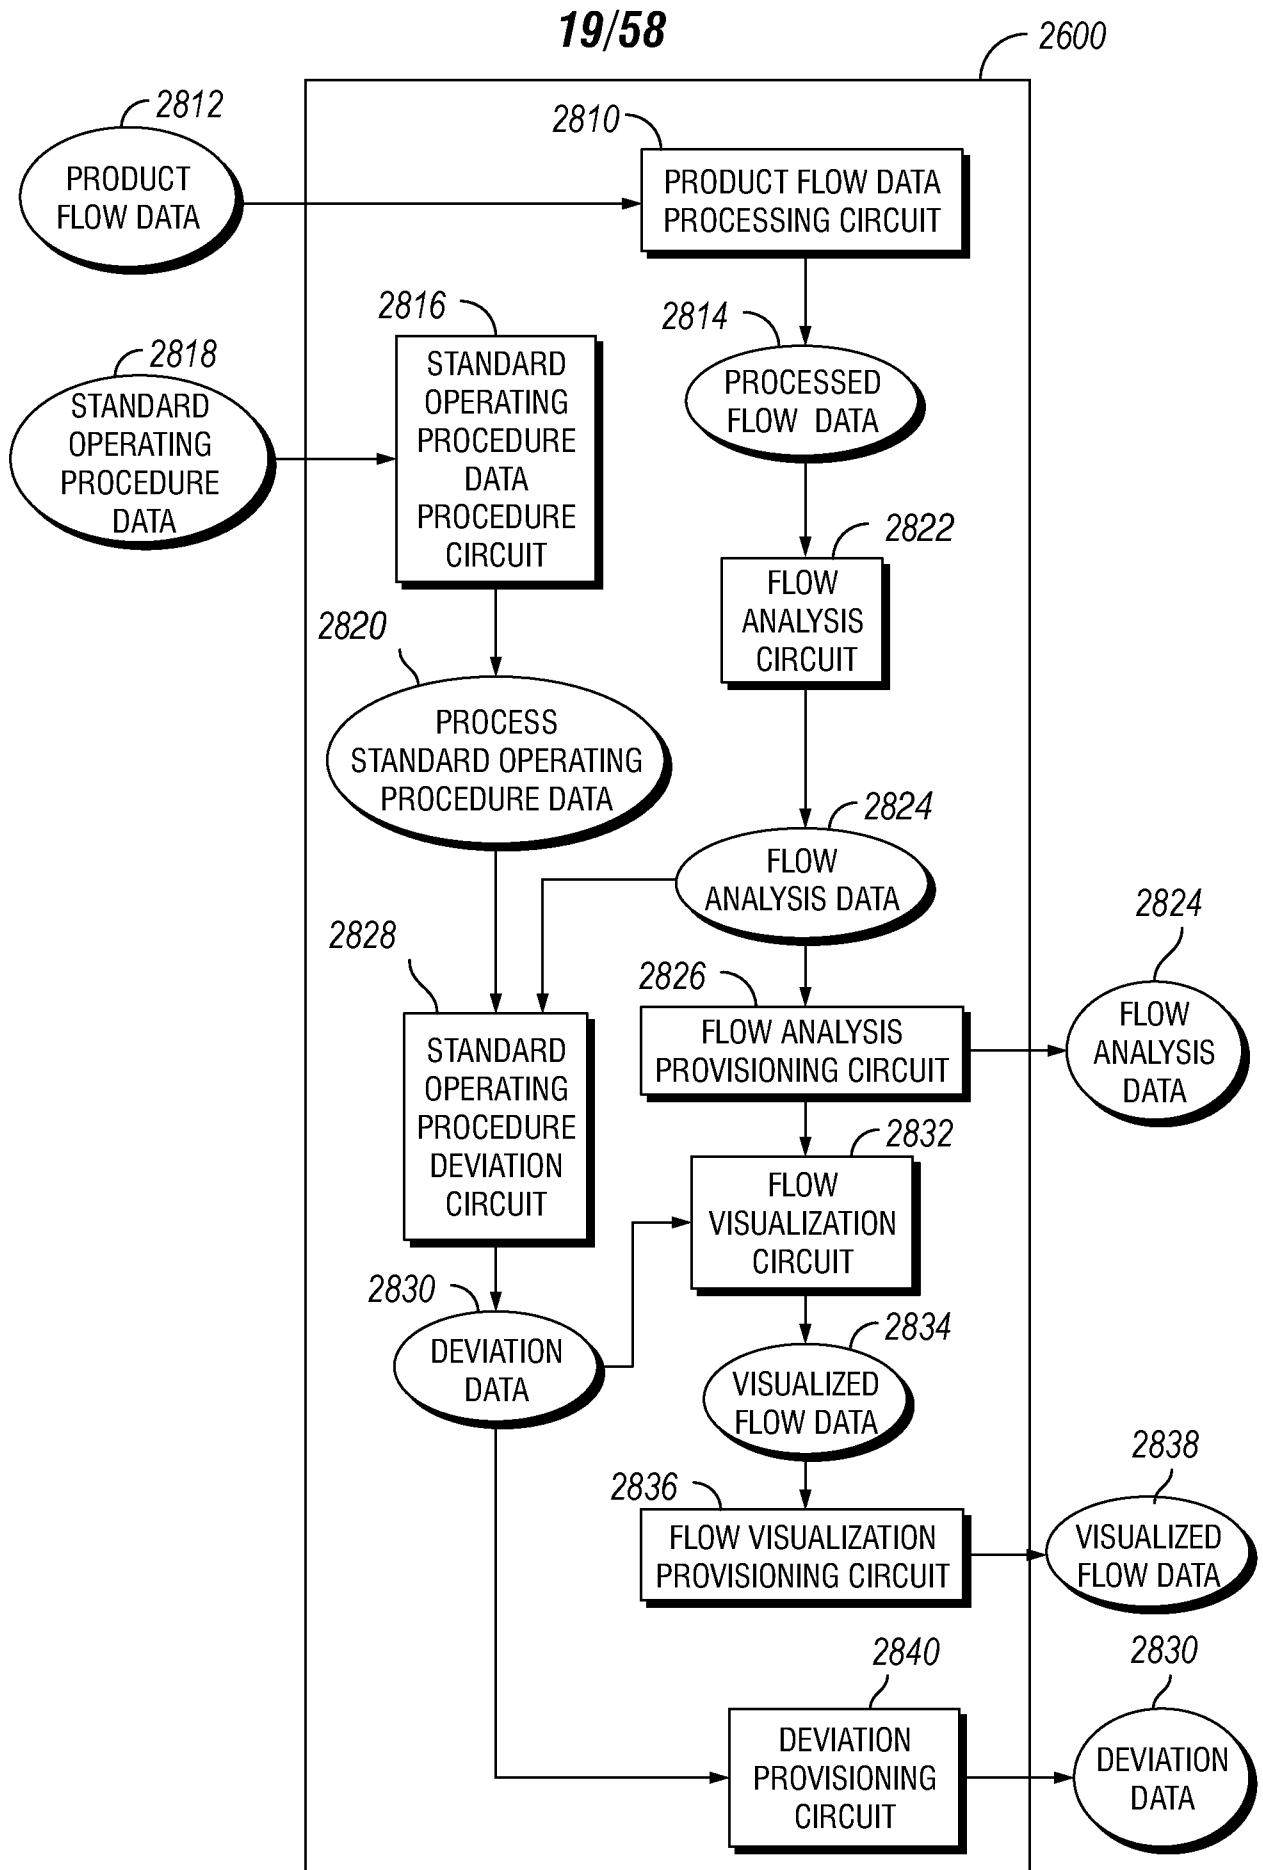 19/58
2600
2812
PRODUCT
FLOW DATA
2810
PRODUCT FLOW DATA
PROCESSING CIRCUIT
2816
STANDARD
OPERATING
PROCEDURE
DATA
PROCEDURE
CIRCUIT
2814
PROCESSED
FLOW DATA
2818
STANDARD
OPERATING
PROCEDURE
DATA
2822
FLOW
ANALYSIS
CIRCUIT
2820
PROCESS
STANDARD OPERATING
PROCEDURE DATA
2824
FLOW
ANALYSIS DATA
2828
STANDARD
OPERATING
PROCEDURE
DEVIATION
CIRCUIT
2826
FLOW ANALYSIS
PROVISIONING CIRCUIT
2824
FLOW
ANALYSIS
DATA
2832
FLOW
VISUALIZATION
CIRCUIT
2830
DEVIATION
DATA
2834
VISUALIZED
FLOW DATA
2836
FLOW VISUALIZATION
PROVISIONING CIRCUIT
2838
VISUALIZED
FLOW DATA
2840
DEVIATION
PROVISIONING
CIRCUIT
2830
DEVIATION
DATA